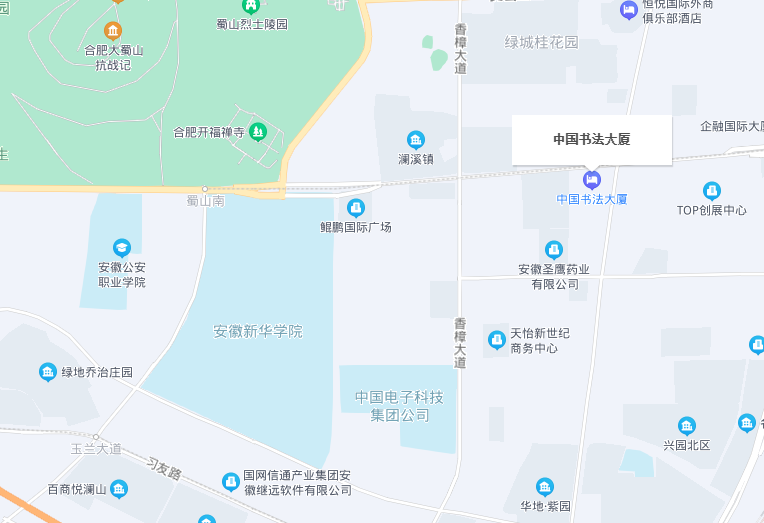 园
蜀山烈士陵园
合肥大蜀山
抗战记
恒悦国际外商
俱乐部酒店
绿城桂花园
香樟大道
合肥开福禅寺
澜溪镇
企融国际大厦
中国书法大厦
生
蜀山南
鲲鹏国际广场
中国书法大厦
TOP创展中心
安徽公安
职业学院
安徽圣鹰药业
有限公司
安徽新华学院
香樟大道
天怡新世纪
商务中心
绿地乔治庄园
中国电子科技
集团公司
玉兰大道
习友路
兴园北区
百商悦澜山
国网信通产业集团安
徽继远软件有限公司
华地·紫园